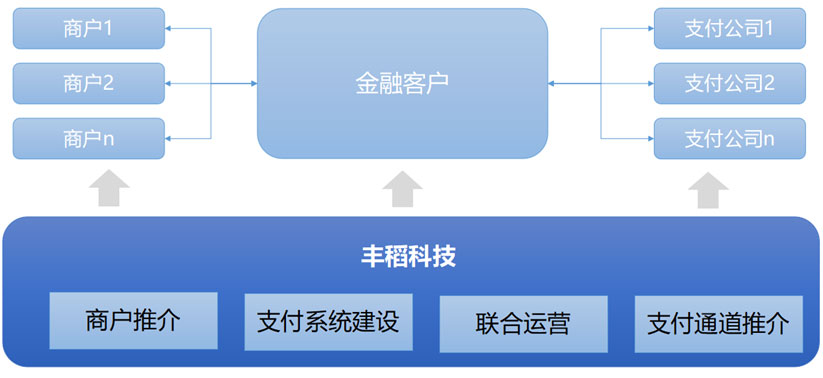 商户1
商户2
商户n
金融客户
支付公司1
支付公司2
支付公司n
丰稻科技
商户推介
支付系统建设
联合运营
支付通道推介